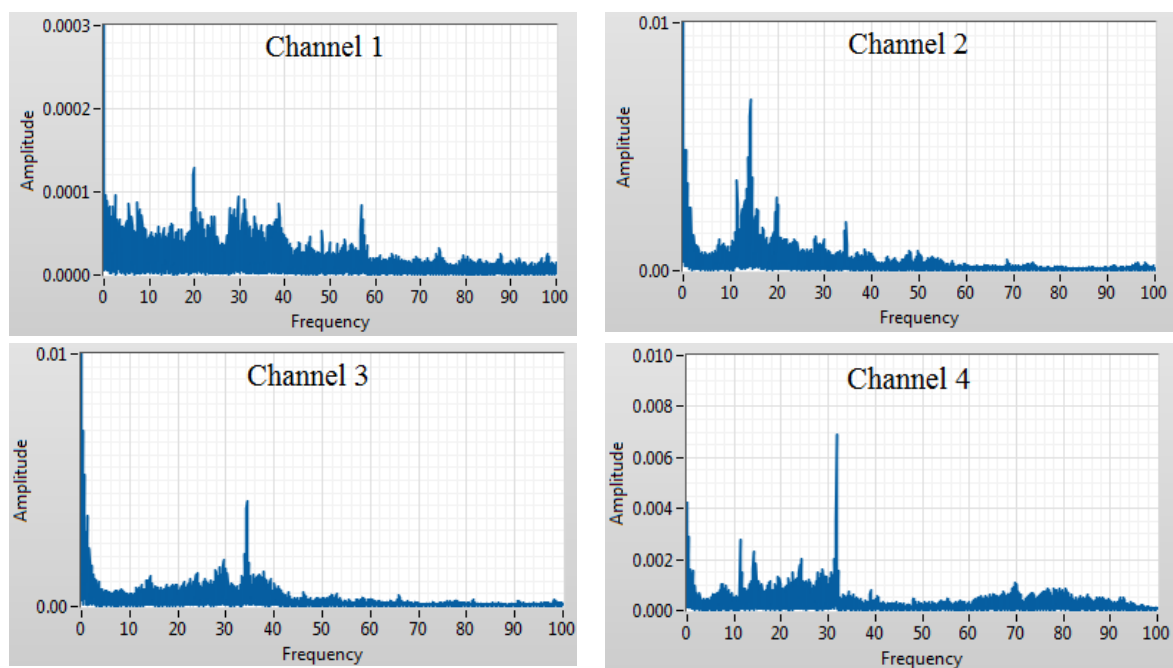 Channel 1
Amplitude
0.0003
0.0002
0.0001
0.0000
0 10 20 30 40 50 60 70 80 90 100
Frequency
Channel 2
Amplitude
0.01
0.00
0 10 20 30 40 50 60 70 80 90 100
Frequency
Channel 3
Amplitude
0.01
0.00
0 10 20 30 40 50 60 70 80 90 100
Frequency
Channel 4
Amplitude
0.010
0.008
0.006
0.004
0.002
0.000
0 10 20 30 40 50 60 70 80 90 100
Frequency